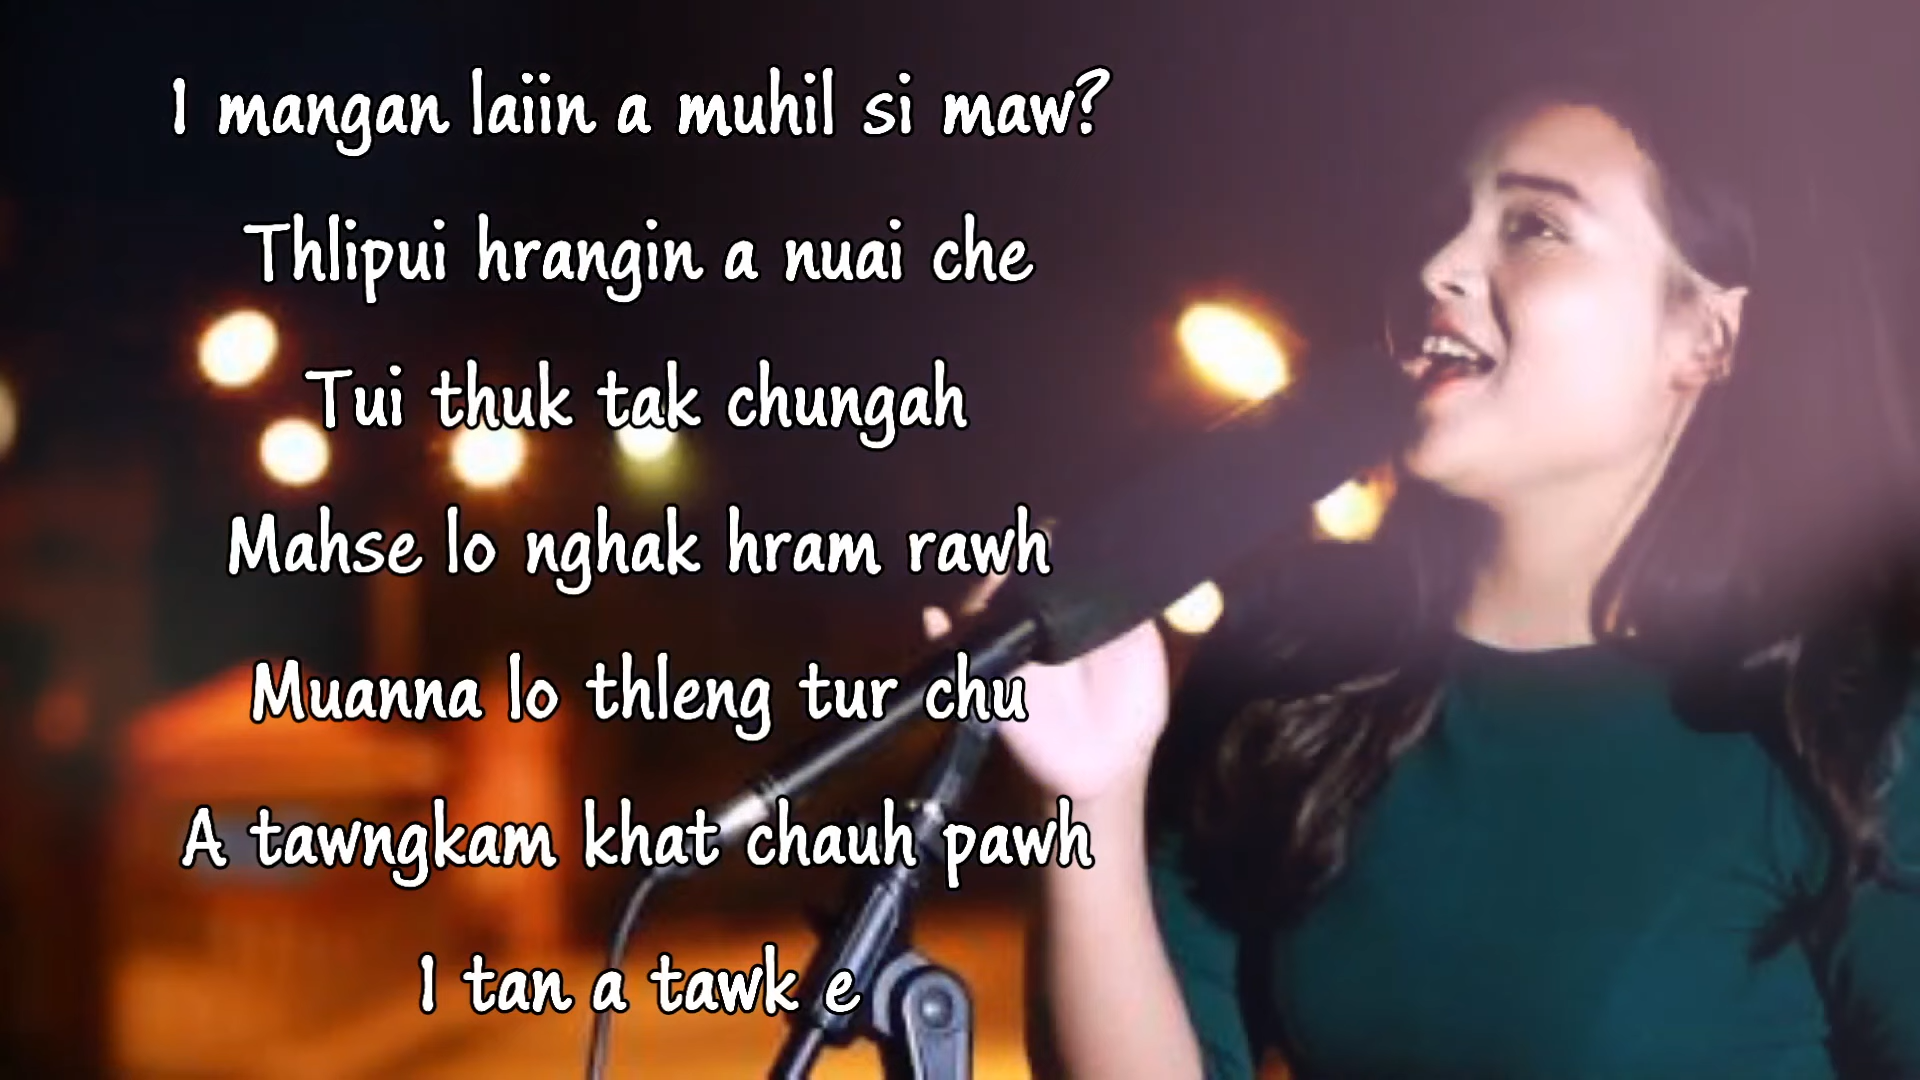 I mangan laiin a muhil si maw?
Thlipui hrangin a nuai che
Tui thuk tak chungah
Mahse lo nghak hram rawh
Muanna lo thleng tur chu
A tawngkam khat chauh pawh
I tan a tawk e